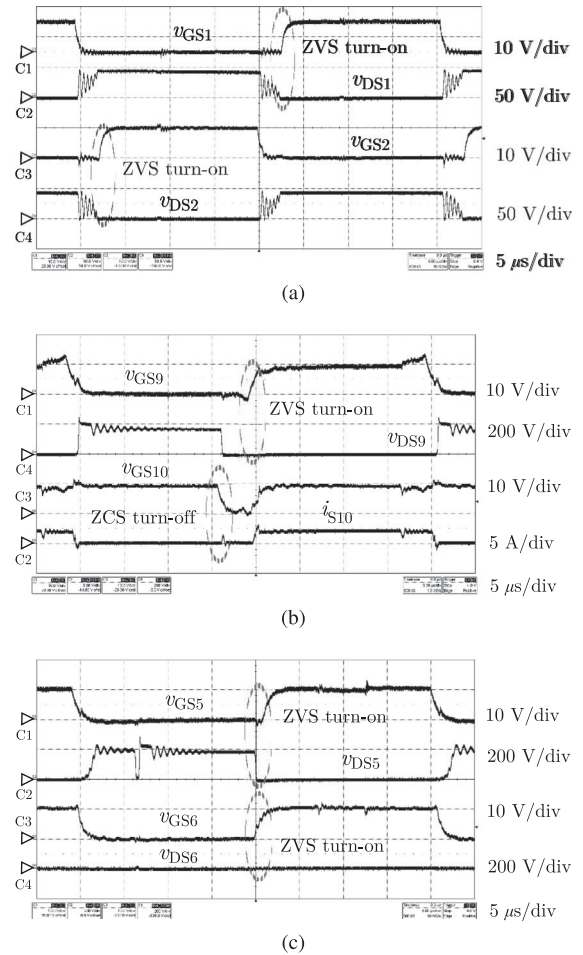 vGS1
ZVS turn-on
10 V/div
C1
vDS1
50 V/div
C2
vGS2
10 V/div
C3
ZVS turn-on
vDS2
50 V/div
C4
5 μs/div
(a)
vGS9
10 V/div
C1
ZVS turn-on
200 V/div
vDS9
C4
vGS10
10 V/div
C3
ZCS turn-off
iS10
5 A/div
C2
5 μs/div
(b)
vGS5
ZVS turn-on
10 V/div
C1
200 V/div
vDS5
C2
10 V/div
C3
vGS6
ZVS turn-on
vDS6
200 V/div
C4
5 μs/div
(c)